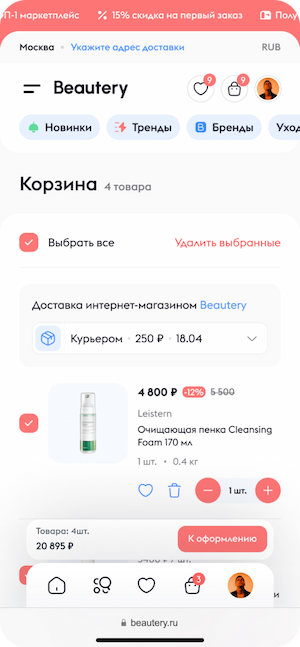 П-1 маркетплейс % 15% скидка на первый заказ Полу
Москва • Укажите адрес доставки RUB
Beautery 9 9
Новинки Тренды Бренды Уход
Корзина 4 товара
Выбрать все Удалить выбранные
Доставка интернет-магазином Beautery
Курьером · 250 ₽ · 18.04
4 800 ₽ -12% 5 500
Leistern
Очищающая пенка Cleansing
Foam 170 мл
1 шт. • 0.4 кг
1 шт.
Товара: 4шт.
20 895 ₽
К оформлению
3
beautery.ru